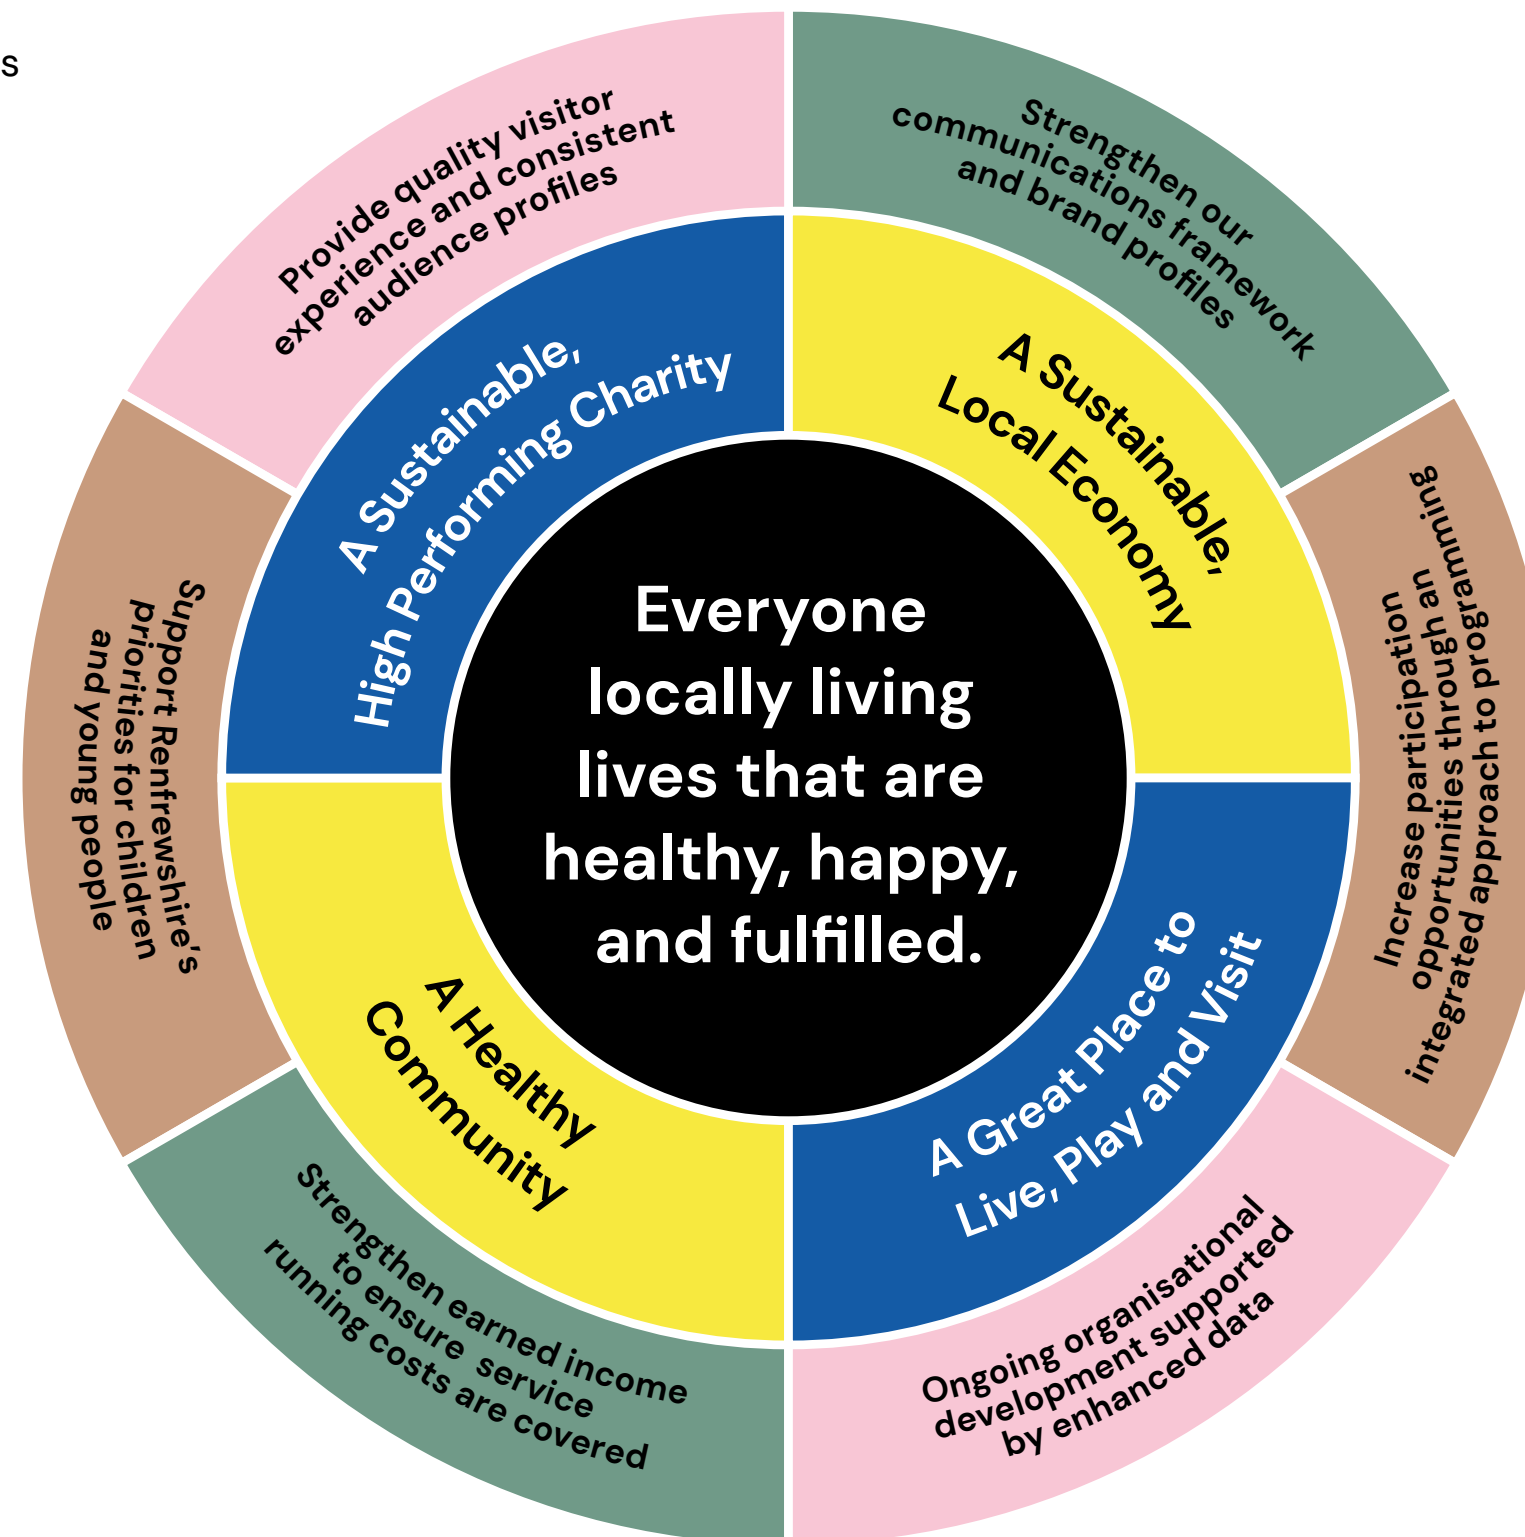 s
Provide quality visitor
experience and consistent
audience profiles
Strengthen our
communications framework
and brand profiles
A Sustainable,
High Performing Charity
A Sustainable,
Local Economy
Increase participation
opportunities through an
integrated approach to programming
Support Renfrewshire's
priorities for children
and young people
Everyone
locally living
lives that are
healthy, happy,
and fulfilled.
A Great Place to
Live, Play and Visit
A Healthy
Community
Strengthen earned income
to ensure service
running costs are covered
Ongoing organisational
development supported
by enhanced data